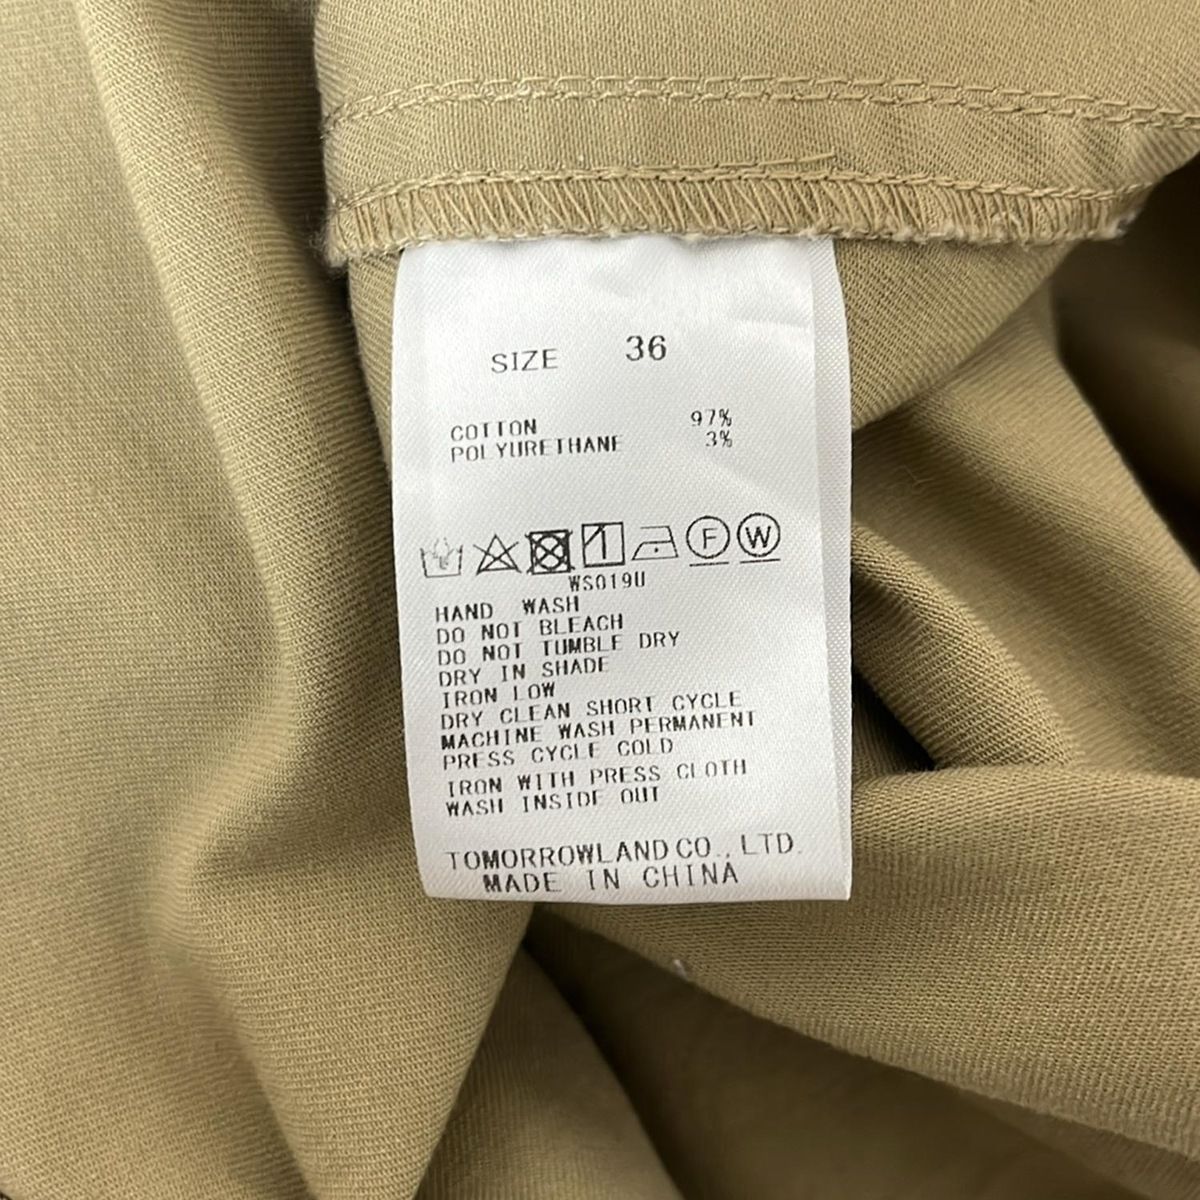 SIZE 36
COTTON 97%
POLYURETHANE 3%
F W
WS019U
HAND WASH
DO NOT BLEACH
DO NOT TUMBLE DRY
DRY IN SHADE
IRON LOW
DRY CLEAN SHORT CYCLE
MACHINE WASH PERMANENT
PRESS CYCLE COLD
IRON WITH PRESS CLOTH
WASH INSIDE OUT
TOMORROWLAND CO., LTD.
MADE IN CHINA